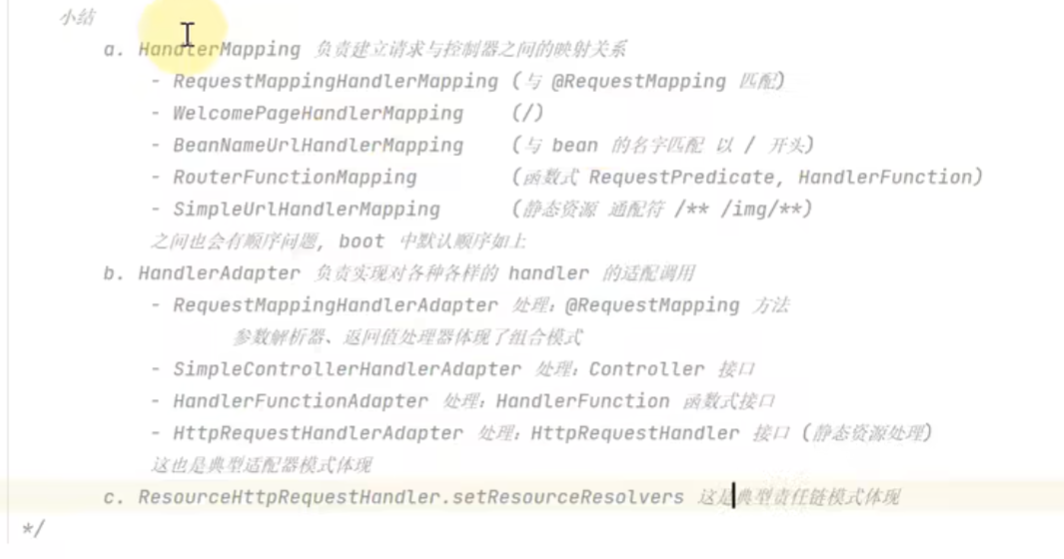 小结
a. HandlerMapping 负责建立请求与控制器之间的映射关系
- RequestMappingHandlerMapping (与 @RequestMapping 匹配)
- WelcomePageHandlerMapping (/)
- BeanNameUrlHandlerMapping (与 bean 的名字匹配 以 / 开头)
- RouterFunctionMapping (函数式 RequestPredicate, HandlerFunction)
- SimpleUrlHandlerMapping (静态资源 通配符 /** /img/**)
之间也会有顺序问题, boot 中默认顺序如上
b. HandlerAdapter 负责实现对各种各样的 handler 的适配调用
- RequestMappingHandlerAdapter 处理：@RequestMapping 方法
参数解析器、返回值处理器体现了组合模式
- SimpleControllerHandlerAdapter 处理：Controller 接口
- HandlerFunctionAdapter 处理：HandlerFunction 函数式接口
- HttpRequestHandlerAdapter 处理：HttpRequestHandler 接口 (静态资源处理)
这也是典型适配器模式体现
c. ResourceHttpRequestHandler.setResourceResolvers 这是典型责任链模式体现
*/